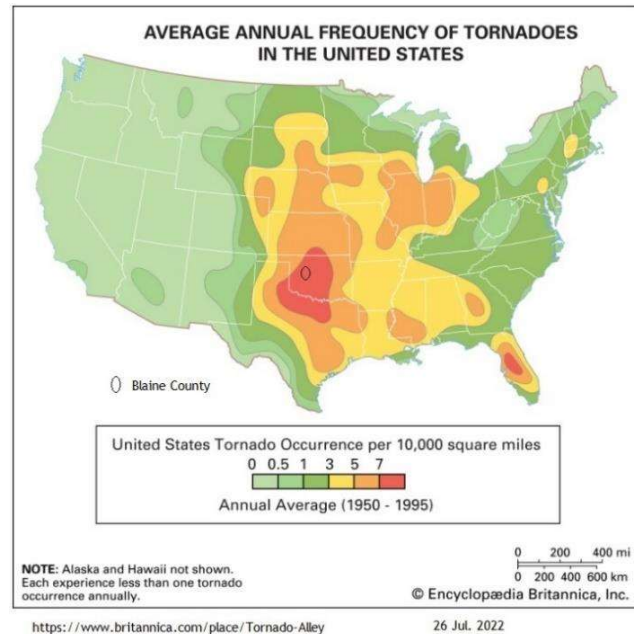 AVERAGE ANNUAL FREQUENCY OF TORNADOES
IN THE UNITED STATES
Blaine County
United States Tornado Occurrence per 10,000 square miles
0 0.5 1 3 5 7
Annual Average (1950 - 1995)
NOTE: Alaska and Hawaii not shown.
Each experience less than one tornado
occurrence annually.
0 200 400 mi
0 200 400 600 km
© Encyclopædia Britannica, Inc.
https://www.britannica.com/place/Tornado-Alley 26 Jul. 2022